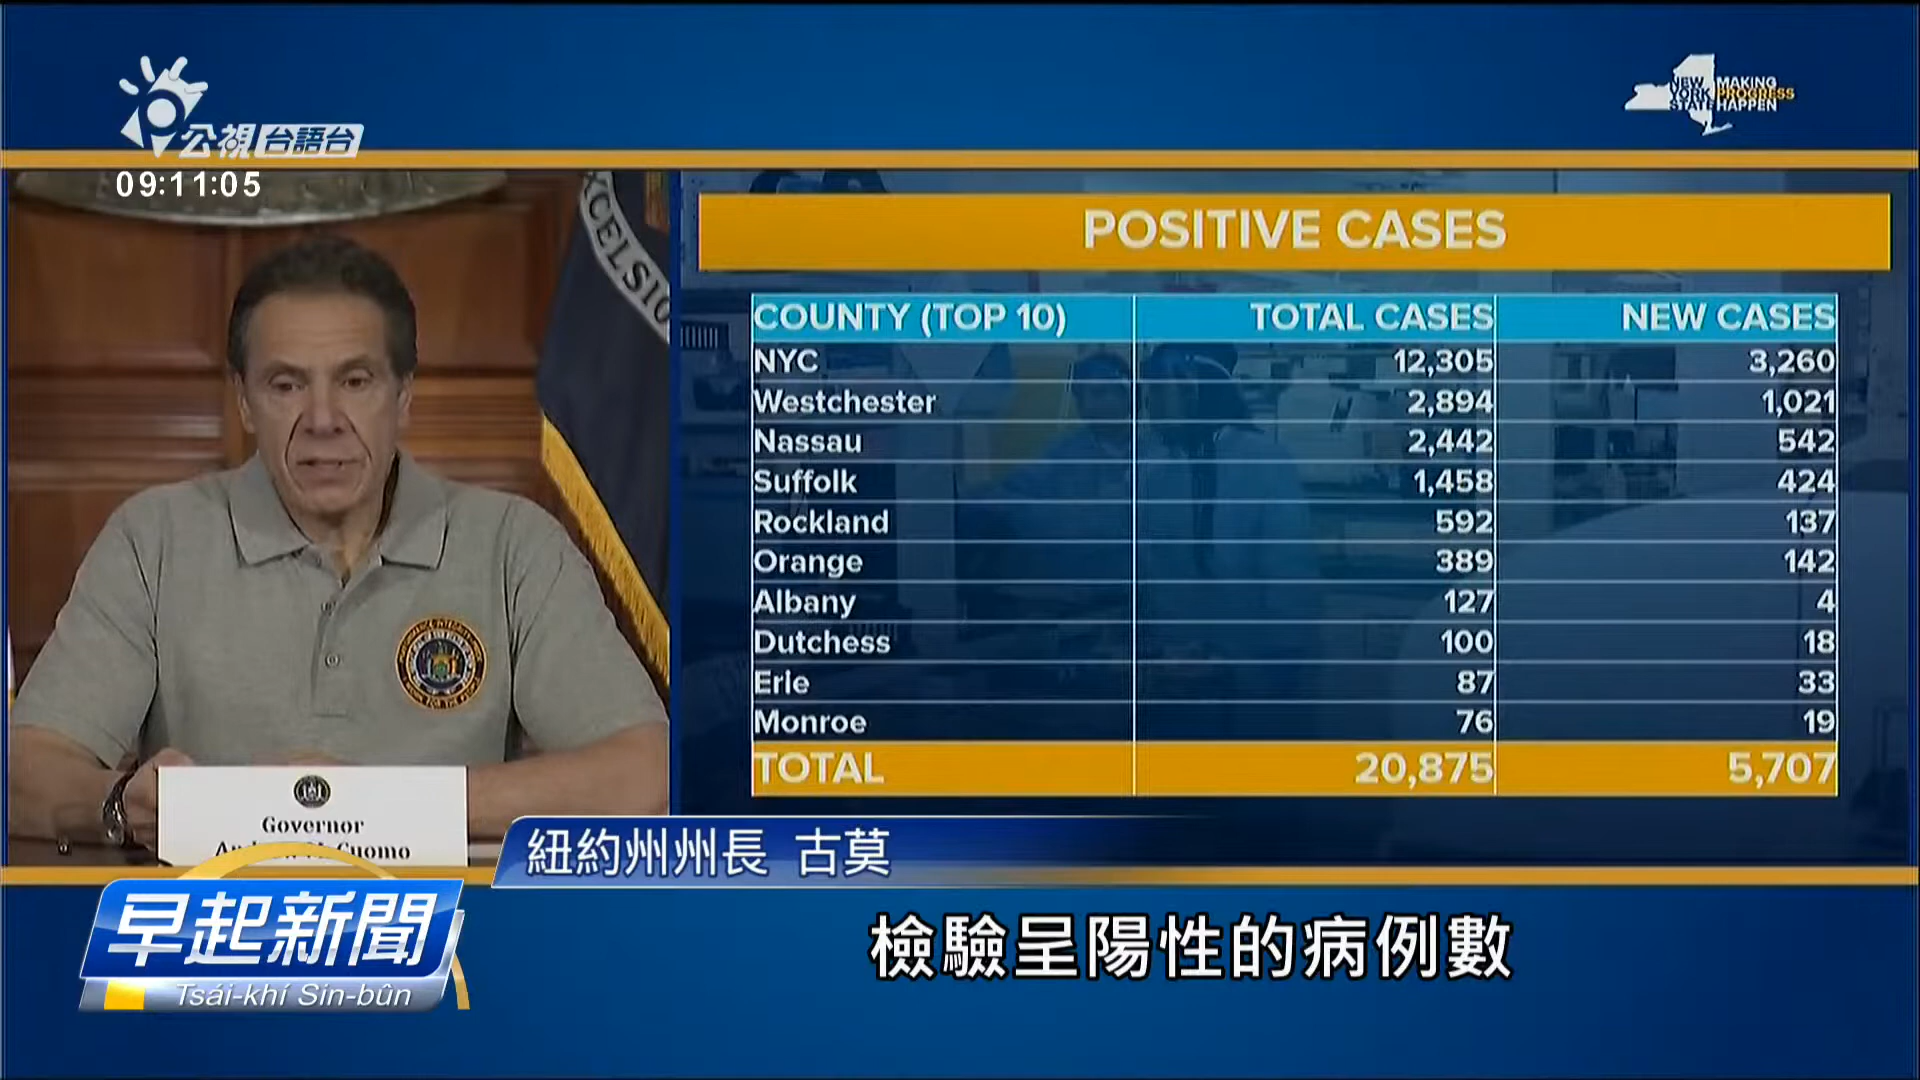 公視台語台
09:11:05
NEW YORK STATE
MAKING PROGRESS HAPPEN
XCELSIO
POSITIVE CASES
COUNTY (TOP 10) TOTAL CASES NEW CASES
NYC 12,305 3,260
Westchester 2,894 1,021
Nassau 2,442 542
Suffolk 1,458 424
Rockland 592 137
Orange 389 142
Albany 127 4
Dutchess 100 18
Erie 87 33
Monroe 76 19
TOTAL 20,875 5,707
Governor
Cuomo
紐約州州長 古莫
早起新聞
Tsái-khí Sin-bûn
檢驗呈陽性的病例數